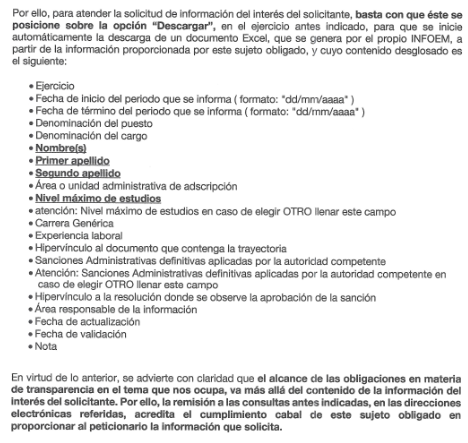 Por ello, para atender la solicitud de información del interés del solicitante, basta con que éste se
posicione sobre la opción "Descargar", en el ejercicio antes indicado, para que se inicie
automáticamente la descarga de un documento Excel, que se genera por el propio INFOEM, a
partir de la información proporcionada por este sujeto obligado, y cuyo contenido desglosado es
el siguiente:
• Ejercicio
• Fecha de inicio del periodo que se informa ( formato: "dd/mm/aaaa" )
• Fecha de término del periodo que se informa ( formato: "dd/mm/aaaa" )
• Denominación del puesto
• Denominación del cargo
• Nombre(s)
• Primer apellido
• Segundo apellido
• Área o unidad administrativa de adscripción
• Nivel máximo de estudios
• atención: Nivel máximo de estudios en caso de elegir OTRO llenar este campo
• Carrera Genérica
• Experiencia laboral
• Hipervínculo al documento que contenga la trayectoria
• Sanciones Administrativas definitivas aplicadas por la autoridad competente
• Atención: Sanciones Administrativas definitivas aplicadas por la autoridad competente en
caso de elegir OTRO llenar este campo
• Hipervínculo a la resolución donde se observe la aprobación de la sanción
• Área responsable de la información
• Fecha de actualización
• Fecha de validación
• Nota
En virtud de lo anterior, se advierte con claridad que el alcance de las obligaciones en materia
de transparencia en el tema que nos ocupa, va más allá del contenido de la información del
interés del solicitante. Por ello, la remisión a las consultas antes indicadas, en las direcciones
electrónicas referidas, acredita el cumplimiento cabal de este sujeto obligado en
proporcionar al peticionario la información que solicita.